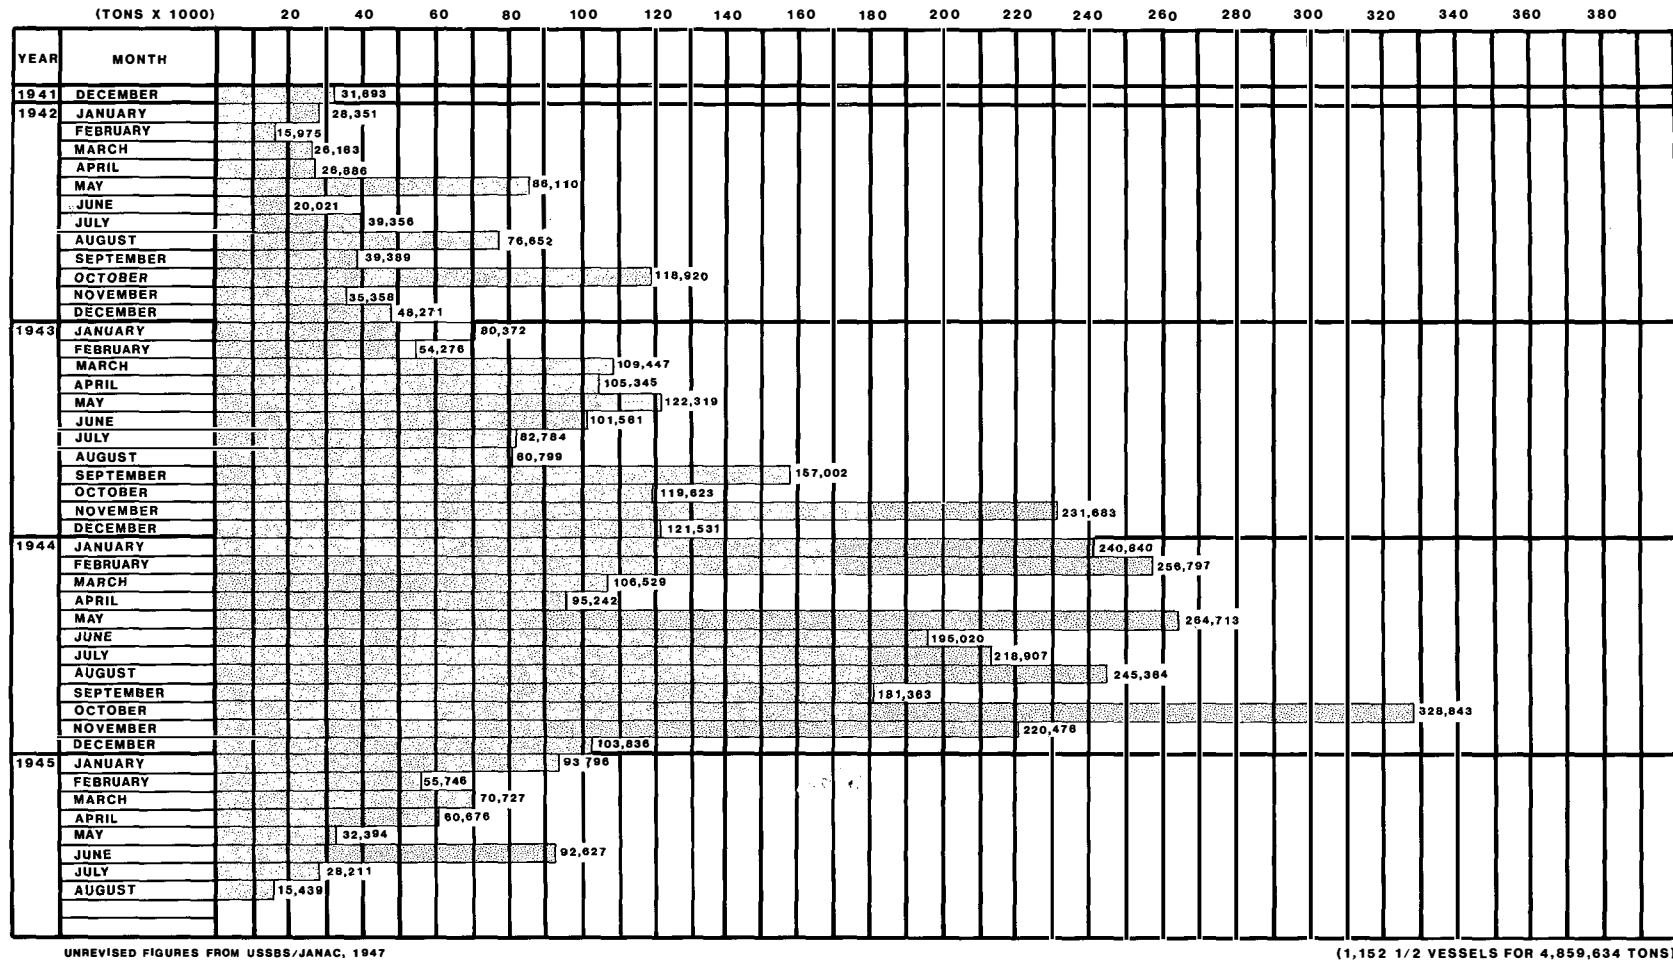 (TONS X 1000) 20 40 60 80 100 120 140 160 180 200 220 240 260 280 300 320 340 360 380
YEAR MONTH
1941 DECEMBER 31,693
1942 JANUARY 28,351
FEBRUARY 15,975
MARCH 26,183
APRIL 26,886
MAY 86,110
JUNE 20,021
JULY 39,356
AUGUST 76,652
SEPTEMBER 39,389
OCTOBER 118,920
NOVEMBER 35,358
DECEMBER 48,271
1943 JANUARY 80,372
FEBRUARY 54,276
MARCH 109,447
APRIL 105,345
MAY 122,319
JUNE 101,581
JULY 82,784
AUGUST 80,799
SEPTEMBER 157,002
OCTOBER 119,623
NOVEMBER 231,683
DECEMBER 121,531
1944 JANUARY 240,840
FEBRUARY 256,797
MARCH 106,529
APRIL 95,242
MAY 264,713
JUNE 195,020
JULY 218,907
AUGUST 245,384
SEPTEMBER 181,363
OCTOBER 328,843
NOVEMBER 220,476
DECEMBER 103,836
1945 JANUARY 93 796
FEBRUARY 55,746
MARCH 70,727
APRIL 60,676
MAY 32,394
JUNE 92,627
JULY 28,211
AUGUST 15,439
UNREVISED FIGURES FROM USSBS/JANAC, 1947
(1,152 1/2 VESSELS FOR 4,859,634 TONS)